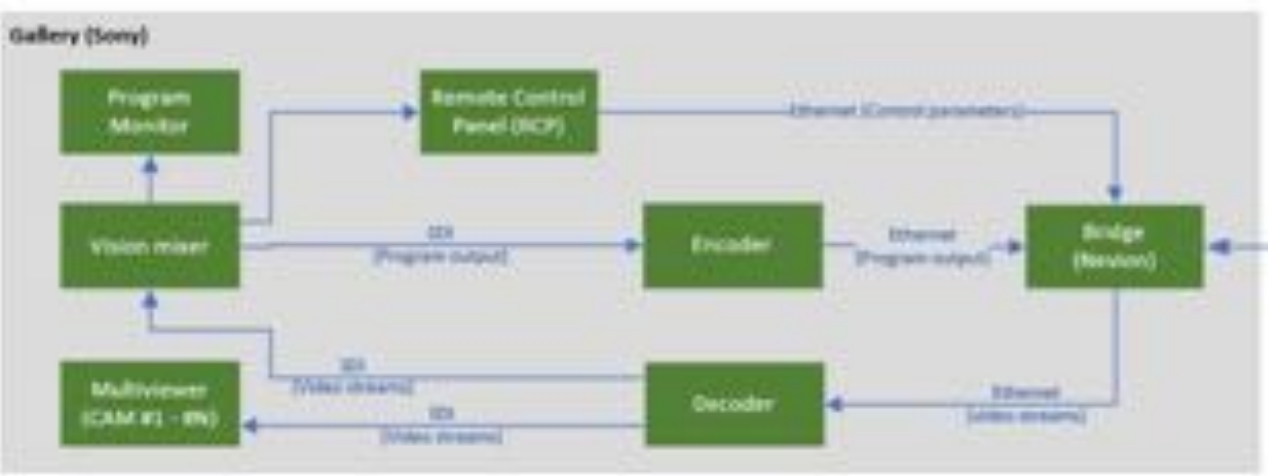 Gallery (Sony)
Program
Monitor
Remote Control
Panel (RCP)
Ethernet (Control parameters)
Vision mixer
SDI
(Program output)
Encoder
Ethernet
(Program output)
Bridge
(Nevion)
SDI
(Video streams)
Multiviewer
(CAM #1 - #N)
SDI
(Video streams)
Decoder
Ethernet
(video streams)